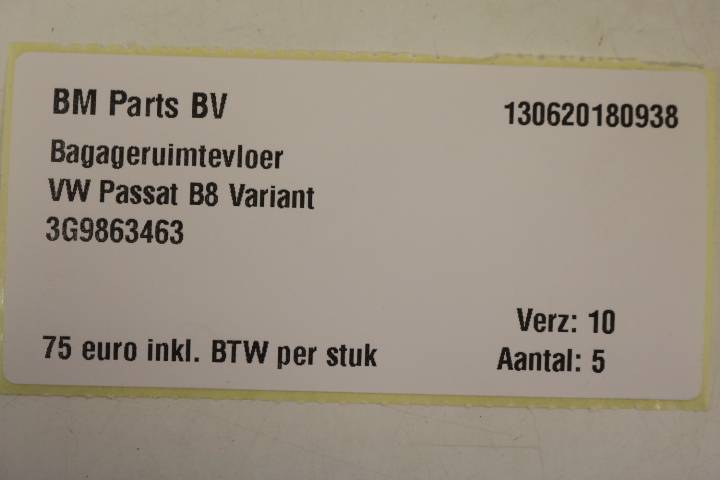 BM Parts BV
130620180938
Bagageruimtevloer
VW Passat B8 Variant
3G9863463
Verz: 10
75 euro inkl. BTW per stuk
Aantal: 5